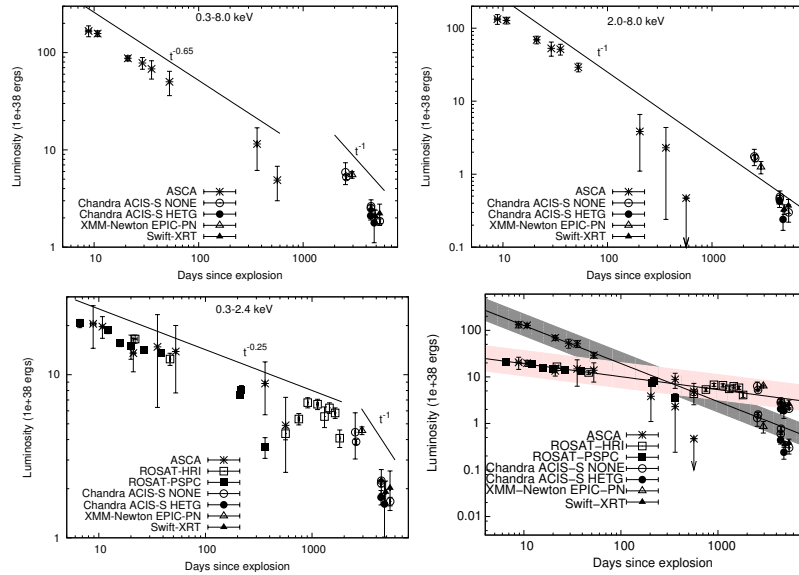 0.3-8.0 keV
t-0.65
t-1
Luminosity (1e+38 ergs)
100
10
1
ASCA
Chandra ACIS-S NONE
Chandra ACIS-S HETG
XMM-Newton EPIC-PN
Swift-XRT
10
100
1000
Days since explosion
2.0-8.0 keV
t-1
Luminosity (1e+38 ergs)
100
10
1
0.1
ASCA
Chandra ACIS-S NONE
Chandra ACIS-S HETG
XMM-Newton EPIC-PN
Swift-XRT
10
100
1000
Days since explosion
0.3-2.4 keV
t-0.25
t-1
Luminosity (1e+38 ergs)
10
1
ASCA
ROSAT-HRI
ROSAT-PSPC
Chandra ACIS-S NONE
Chandra ACIS-S HETG
XMM-Newton EPIC-PN
Swift-XRT
10
100
1000
Days since explosion
Luminosity (1e+38 ergs)
100
10
1
0.1
0.01
ASCA
ROSAT-HRI
ROSAT-PSPC
Chandra ACIS-S NONE
Chandra ACIS-S HETG
XMM-Newton EPIC-PN
Swift-XRT
10
100
1000
Days since explosion